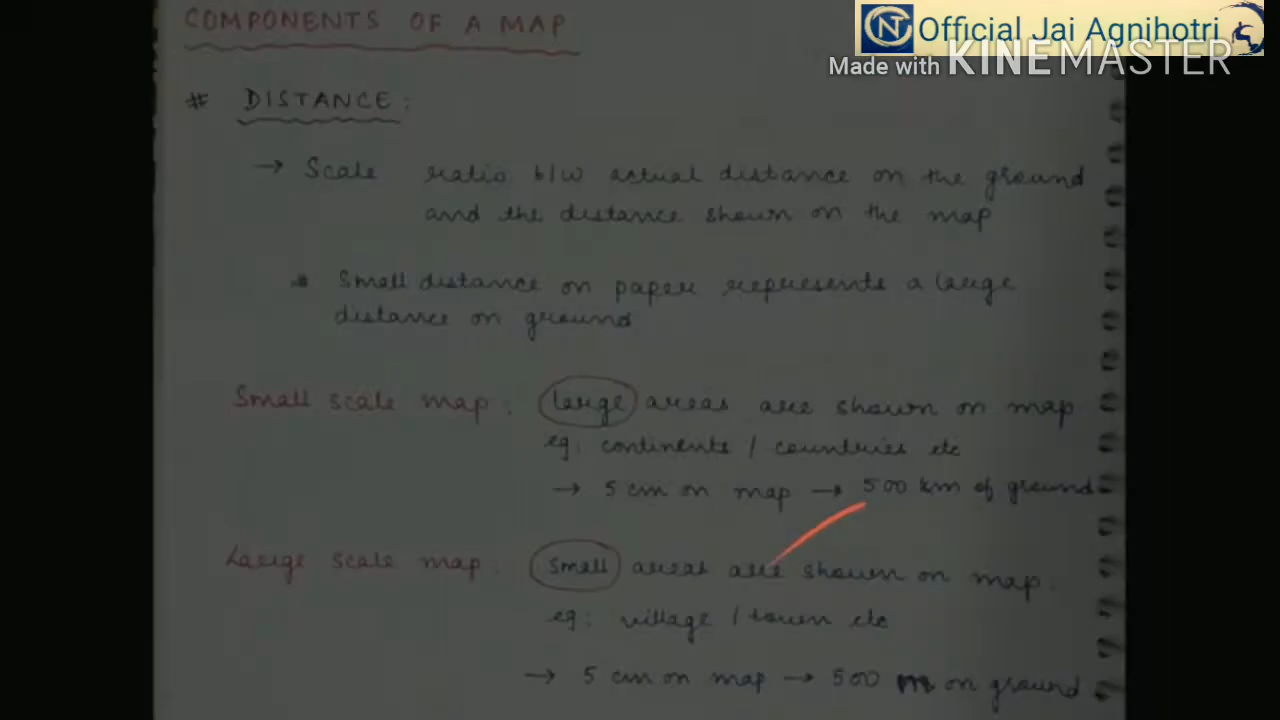 COMPONENTS OF A MAP
Official Jai Agnihotri
Made with KINEMASTER
# DISTANCE:
→ Scale ratio b/w actual distance on the ground
and the distance shown on the map
* Small distance on paper represents a large
distance on ground
Small scale map: large areas are shown on map
eg: continents / countries etc
→ 5 cm on map → 500 km of ground
Large scale map: small areas are shown on map.
eg: village / town etc
→ 5 cm on map → 500 m on ground